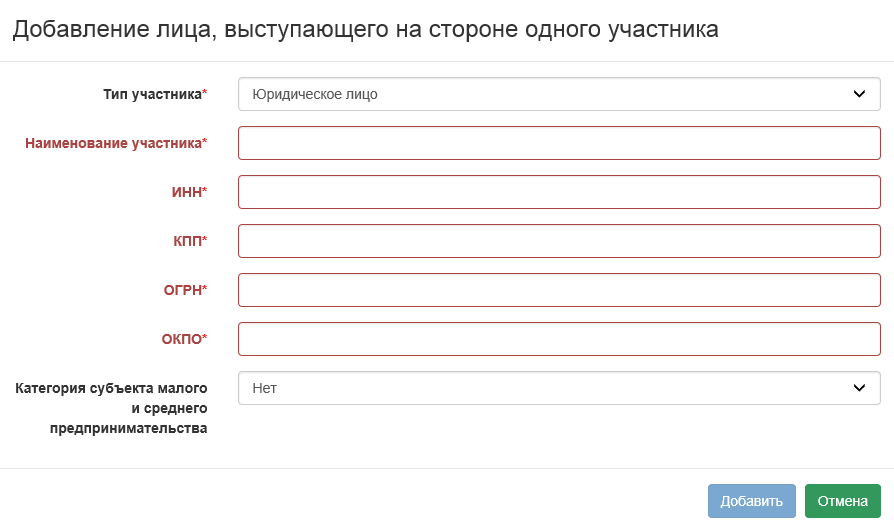 Добавление лица, выступающего на стороне одного участника
Тип участника*
Юридическое лицо
Наименование участника*
ИНН*
КПП*
ОГРН*
ОКПО*
Категория субъекта малого
и среднего
предпринимательства
Нет
Добавить
Отмена